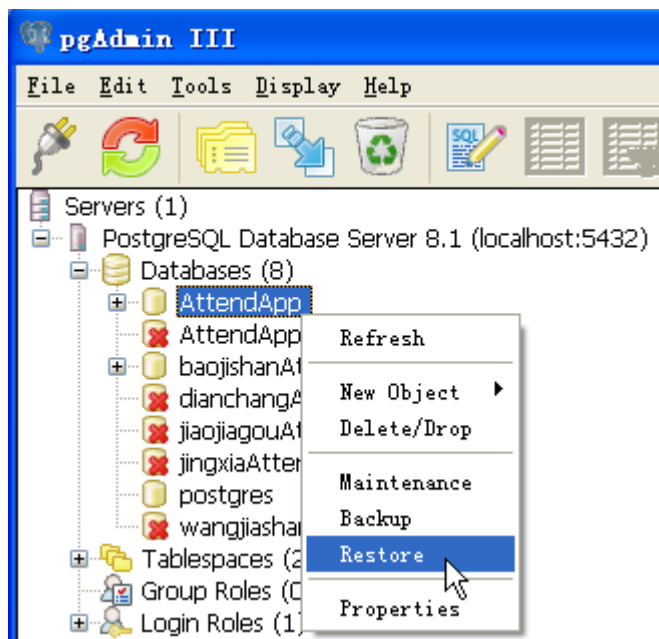 pgAdmin III
File Edit Tools Display Help
SQL
Servers (1)
PostgreSQL Database Server 8.1 (localhost:5432)
Databases (8)
AttendApp
AttendApp
baojishanAt
dianchangA
jiaojiagouAt
jingxiaAtter
postgres
wangjiashar
Tablespaces (2
Group Roles (0
Login Roles (1)
Refresh
New Object
Delete/Drop
Maintenance
Backup
Restore
Properties